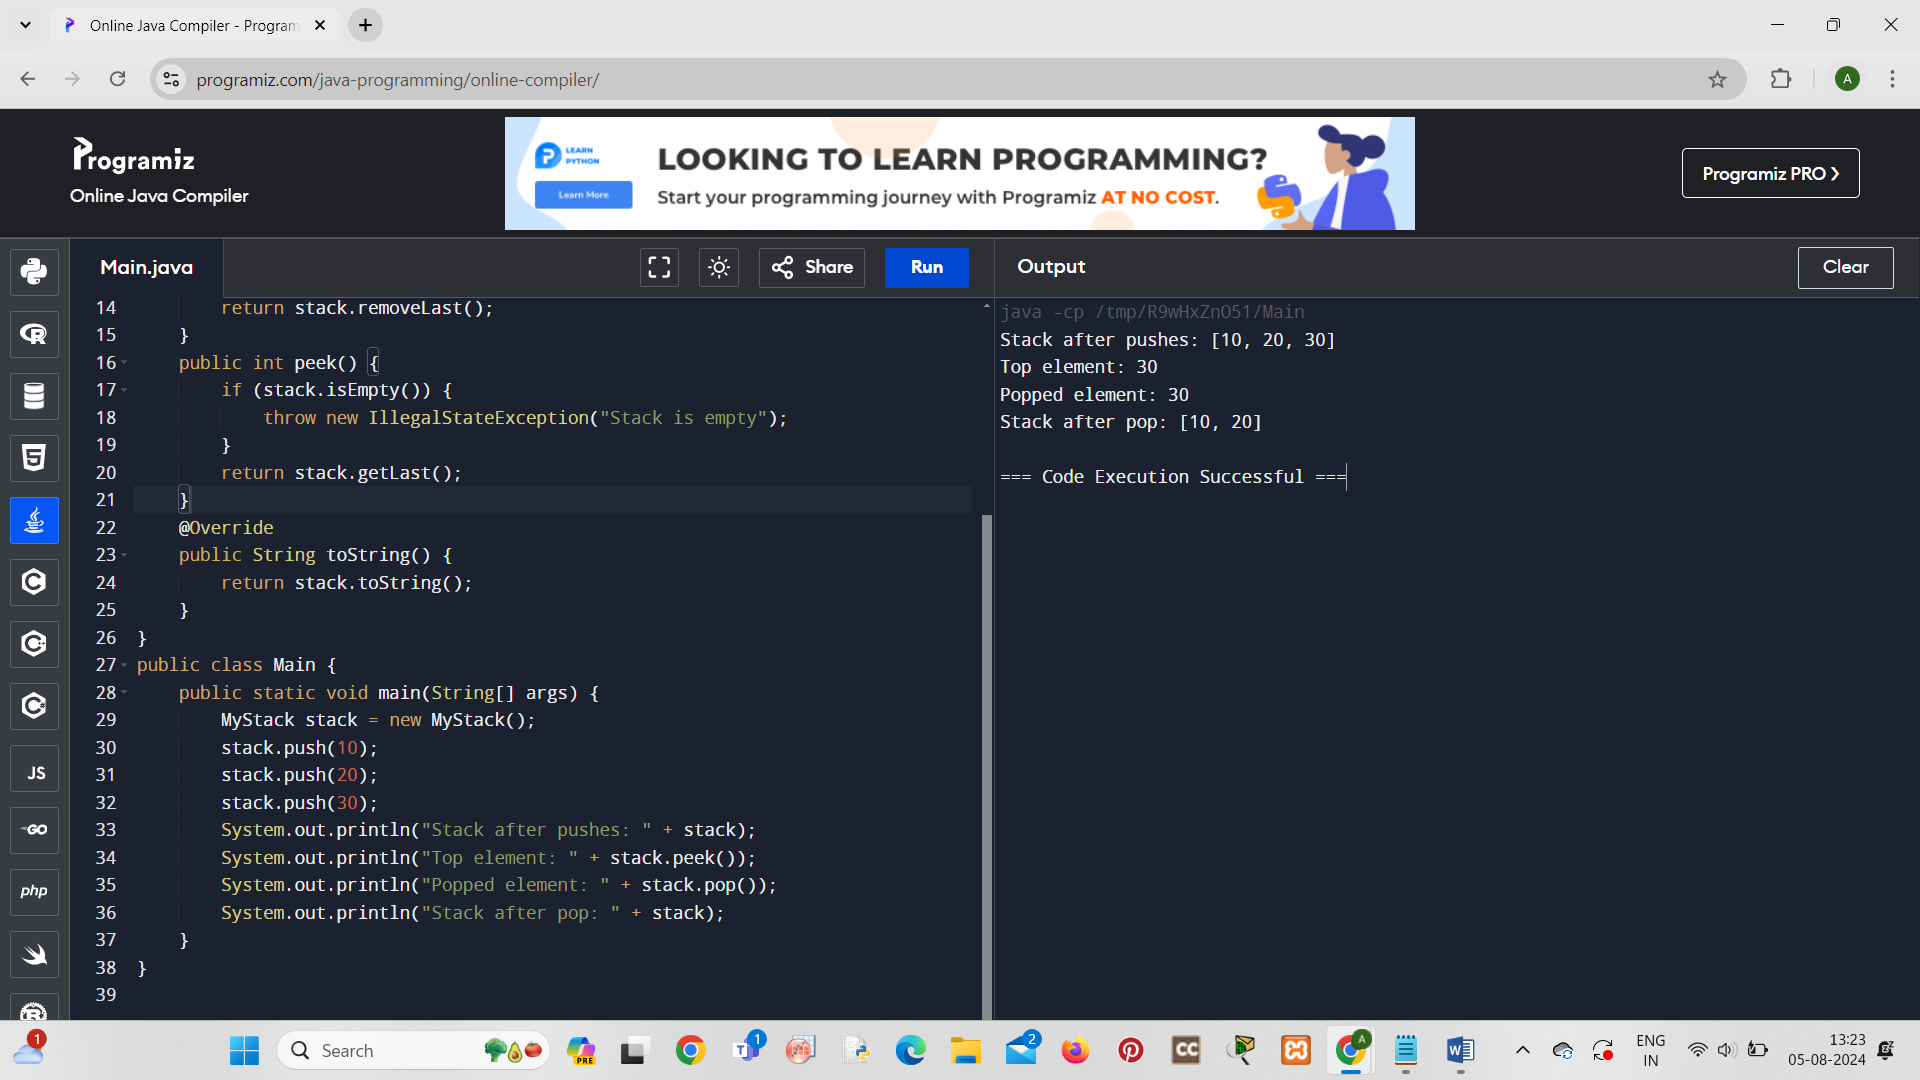 Online Java Compiler - Program
programiz.com/java-programming/online-compiler/
A
Programiz
Online Java Compiler
LEARN
PYTHON
Learn More
LOOKING TO LEARN PROGRAMMING?
Start your programming journey with Programiz AT NO COST.
Programiz PRO
Main.java
Share
Run
Output
Clear
14 return stack.removeLast();
15 }
16 public int peek() {
17 if (stack.isEmpty()) {
18 throw new IllegalStateException("Stack is empty");
19 }
20 return stack.getLast();
21 }
22 @Override
23 public String toString() {
24 return stack.toString();
25 }
26 }
27 public class Main {
28 public static void main(String[] args) {
29 MyStack stack = new MyStack();
30 stack.push(10);
31 stack.push(20);
32 stack.push(30);
33 System.out.println("Stack after pushes: " + stack);
34 System.out.println("Top element: " + stack.peek());
35 System.out.println("Popped element: " + stack.pop());
36 System.out.println("Stack after pop: " + stack);
37 }
38 }
39
java -cp /tmp/R9wHxZnO51/Main
Stack after pushes: [10, 20, 30]
Top element: 30
Popped element: 30
Stack after pop: [10, 20]
=== Code Execution Successful ===
JS
GO
php
1
Search
PRE
1
2
CC
A
ENG
IN
13:23
05-08-2024